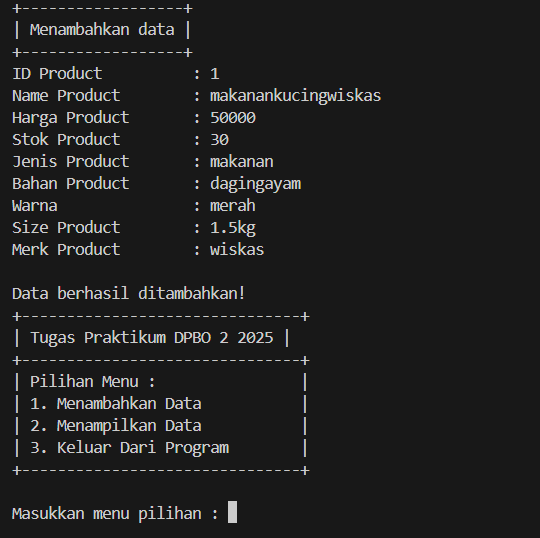 +------------------+
| Menambahkan data |
+------------------+
ID Product          : 1
Name Product        : makanankucingwiskas
Harga Product       : 50000
Stok Product        : 30
Jenis Product       : makanan
Bahan Product       : dagingayam
Warna               : merah
Size Product        : 1.5kg
Merk Product        : wiskas

Data berhasil ditambahkan!
+-------------------------------+
| Tugas Praktikum DPBO 2 2025 |
+-------------------------------+
| Pilihan Menu :                |
| 1. Menambahkan Data           |
| 2. Menampilkan Data           |
| 3. Keluar Dari Program        |
+-------------------------------+

Masukkan menu pilihan :